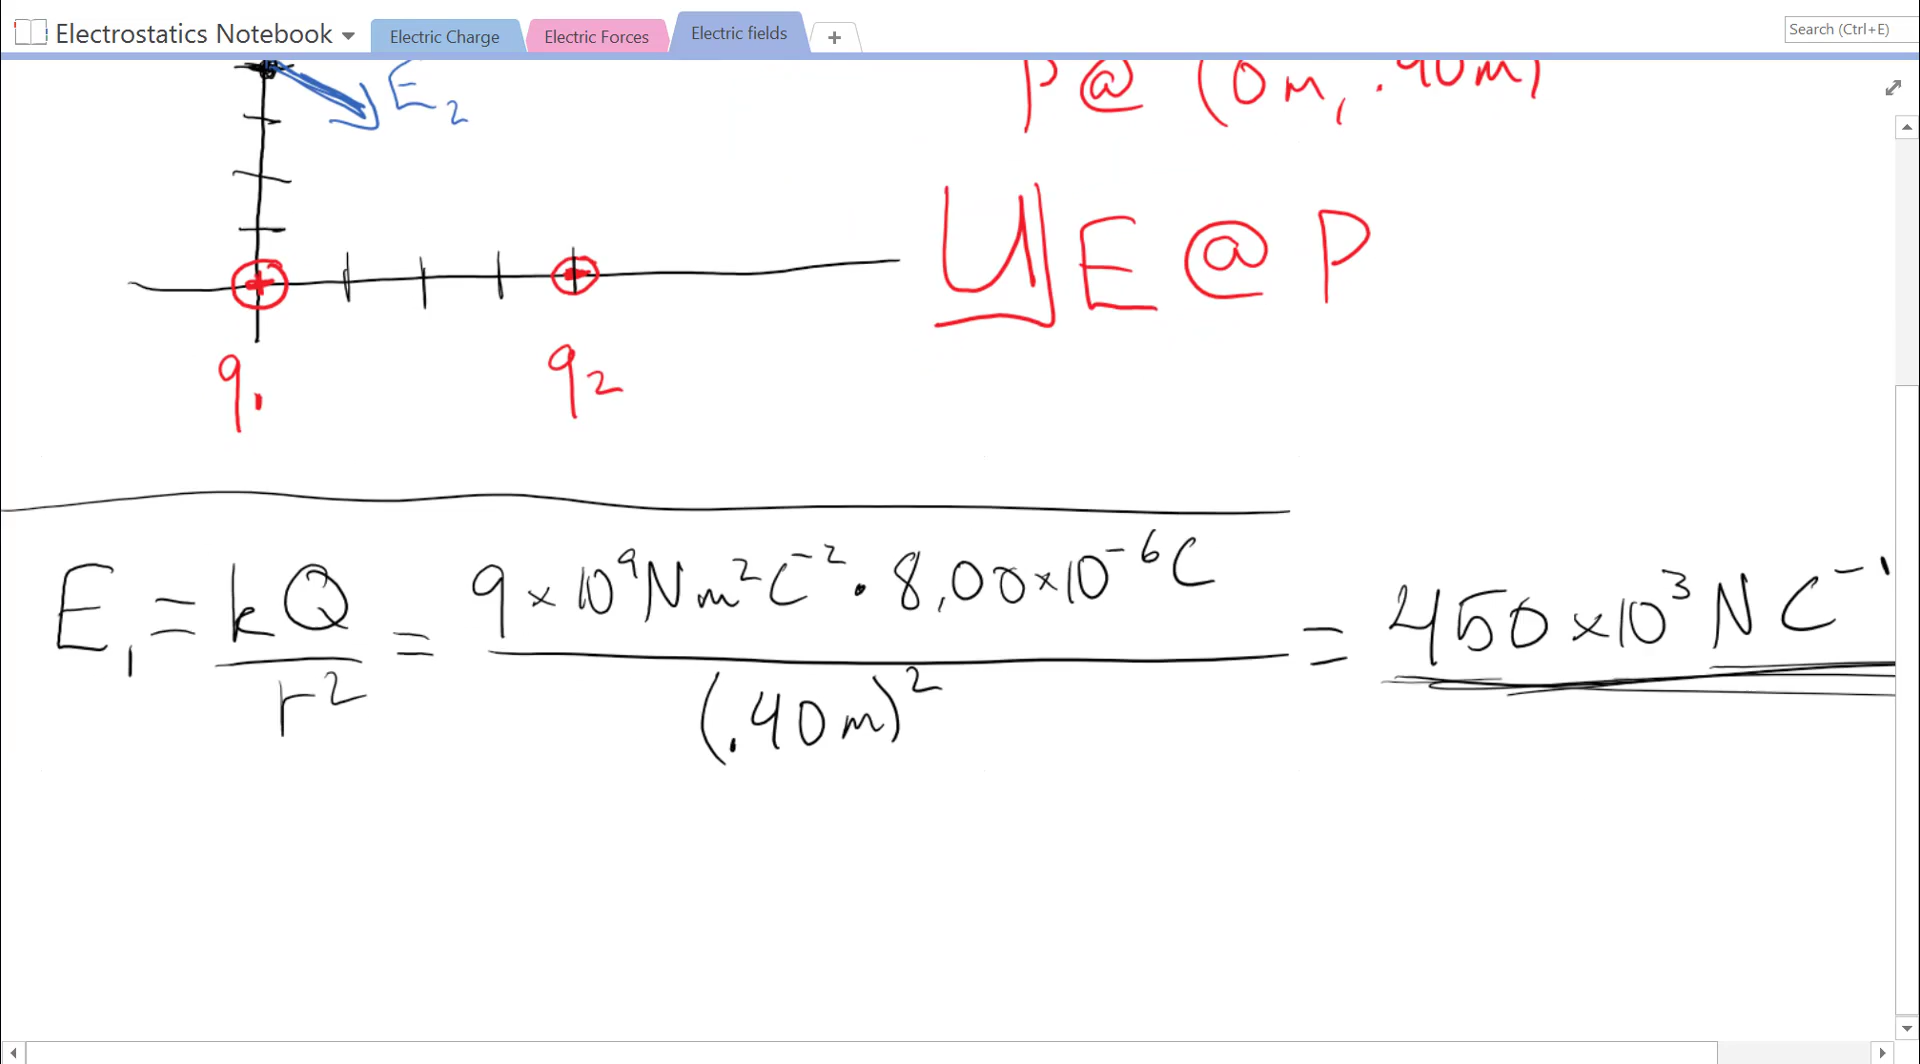 Electrostatics Notebook Electric Charge Electric Forces Electric fields + Search (Ctrl+E)
E₂ P @ (0m, .40m)
U E @ P
q₁ q₂
E₁ = kQ/r² = 9×10⁹Nm²C⁻² · 8,00×10⁻⁶C/(.40m)² = 450×10³ N C⁻¹